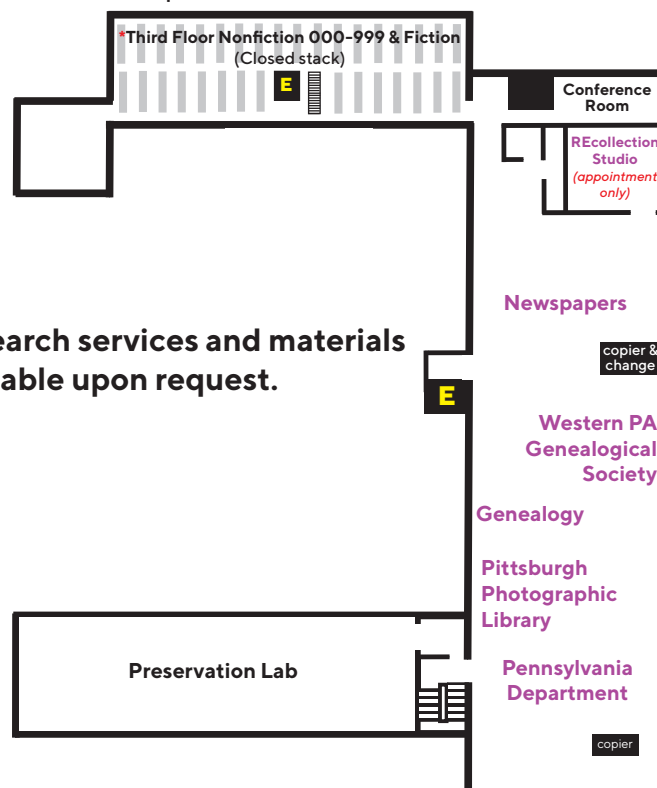 *Third Floor Nonfiction 000-999 & Fiction
(Closed stack)
E
Conference
Room
REcollection
Studio
(appointment
only)
Newspapers
earch services and materials
lable upon request.
copier &
change
E
Western PA
Genealogical
Society
Genealogy
Pittsburgh
Photographic
Library
Preservation Lab
Pennsylvania
Department
copier